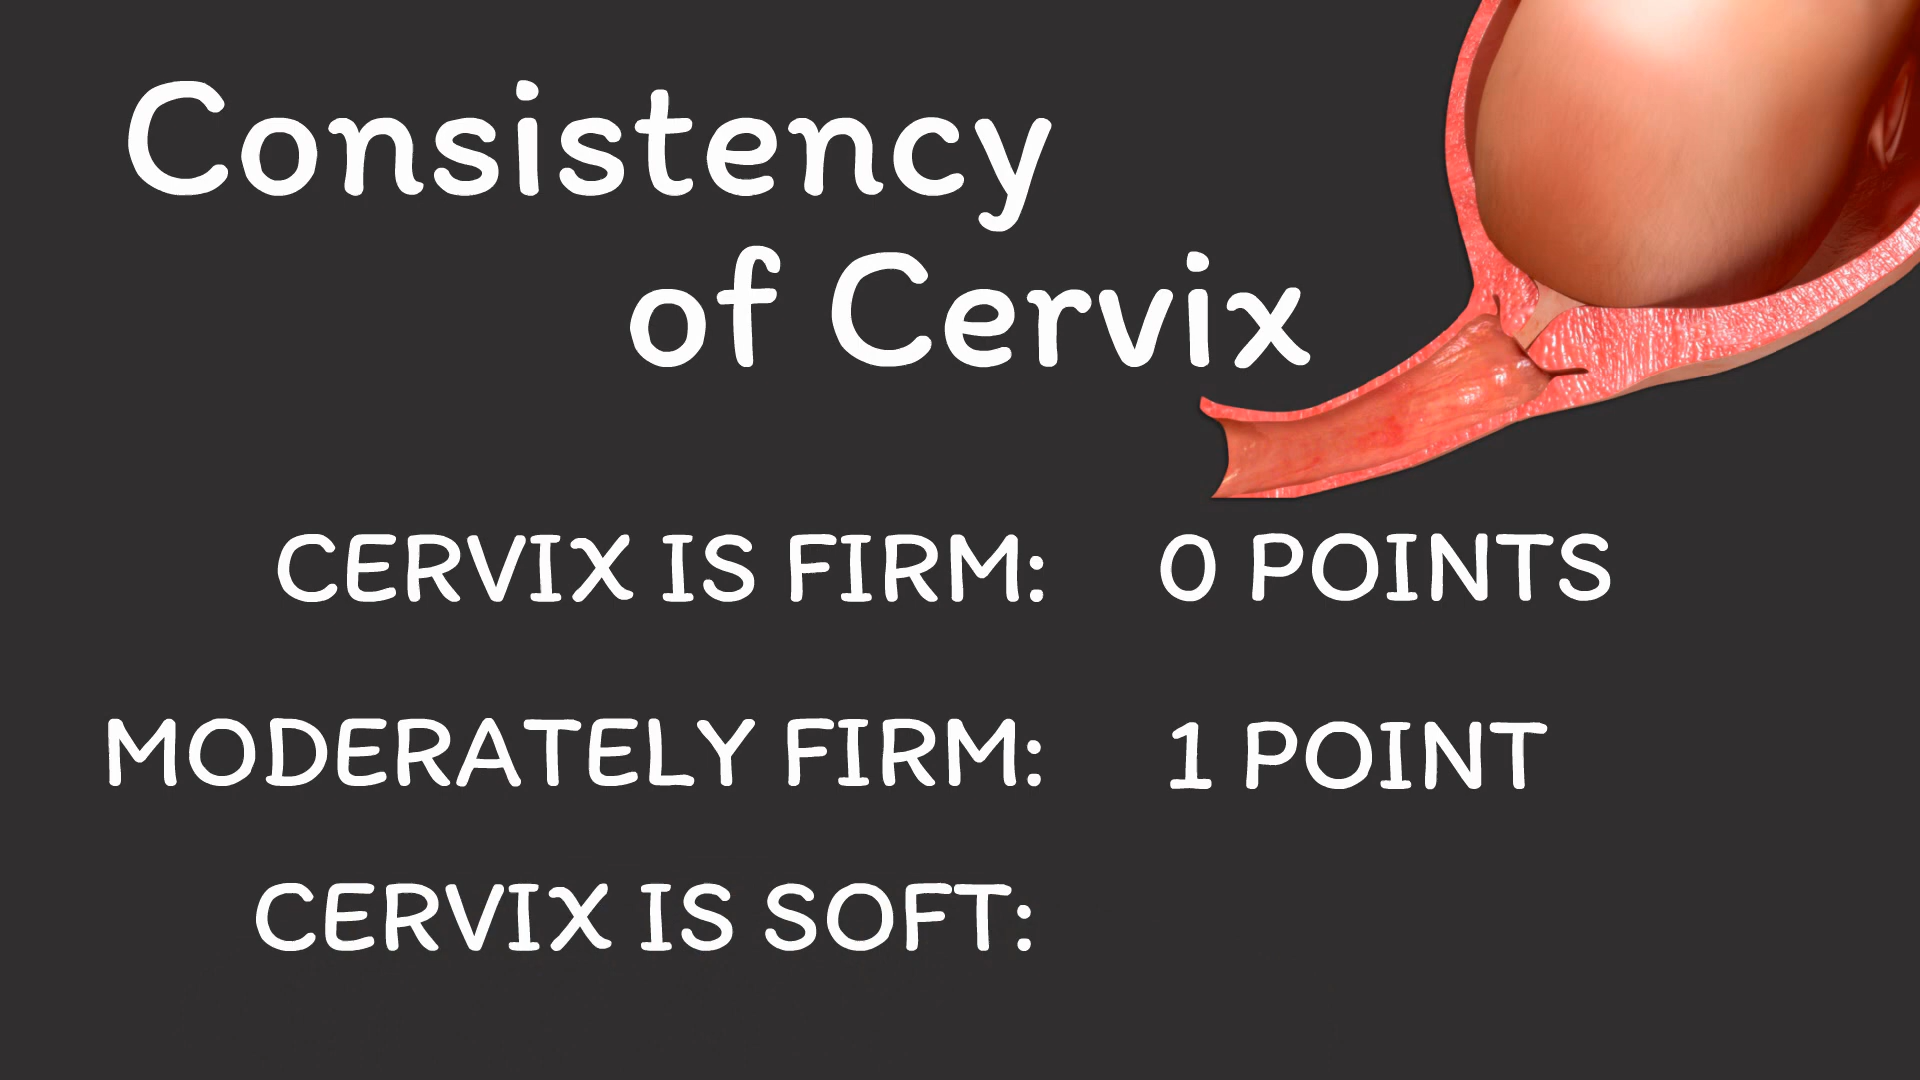 Consistency
of Cervix
CERVIX IS FIRM: 0 POINTS
MODERATELY FIRM: 1 POINT
CERVIX IS SOFT: